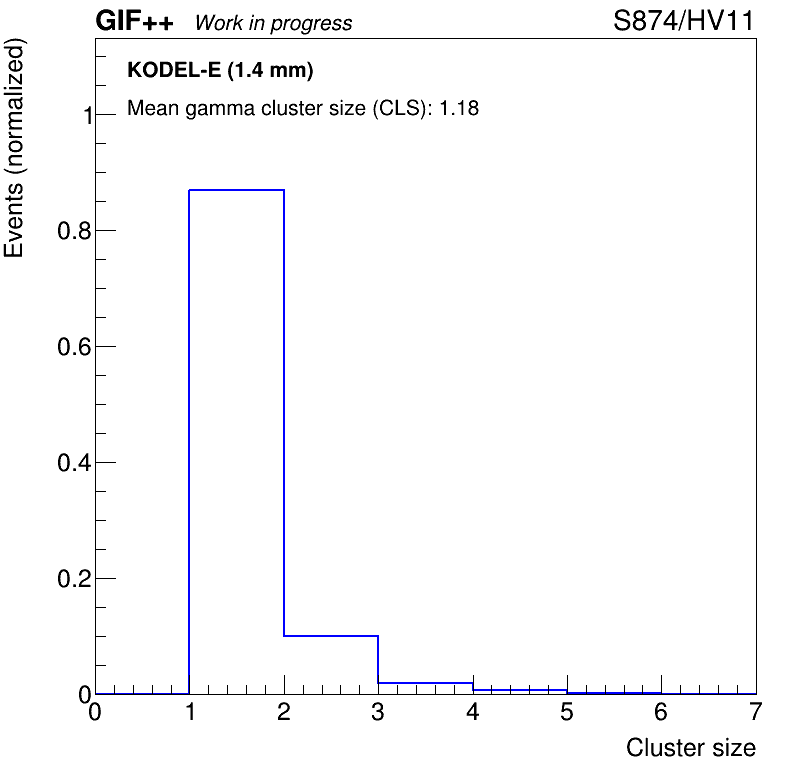 GIF++ Work in progress S874/HV11
KODEL-E (1.4 mm)
Mean gamma cluster size (CLS): 1.18
Events (normalized)
1
0.8
0.6
0.4
0.2
0
0 1 2 3 4 5 6 7
Cluster size